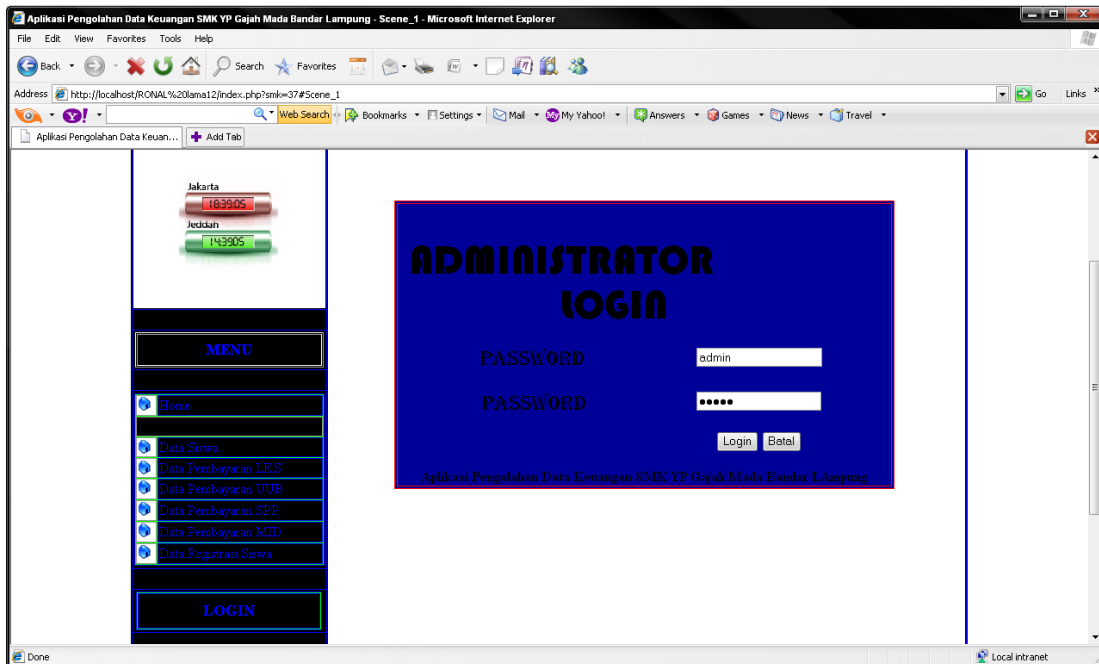 Aplikasi Pengolahan Data Keuangan SMK YP Gajah Mada Bandar Lampung - Scene_1 - Microsoft Internet Explorer
File Edit View Favorites Tools Help
Back Search Favorites
Address http://localhost/RONAL%20lama12/index.php?smk=37#Scene_1 Go Links »
Y! Web Search Bookmarks Settings Mail My My Yahoo! Answers Games News Travel
Aplikasi Pengolahan Data Keuan... Add Tab
Jakarta
18:39:05
Jeddah
14:39:05
MENU
Home
Data Siswa
Data Pembayaran LKS
Data Pembayaran UUB
Data Pembayaran SPP
Data Pembayaran MID
Data Registrasi Siswa
LOGIN
ADMINISTRATOR
LOGIN
PASSWORD admin
PASSWORD •••••
Login Batal
Aplikasi Pengolahan Data Keuangan SMK YP Gajah Mada Bandar LAmpung
Done Local intranet